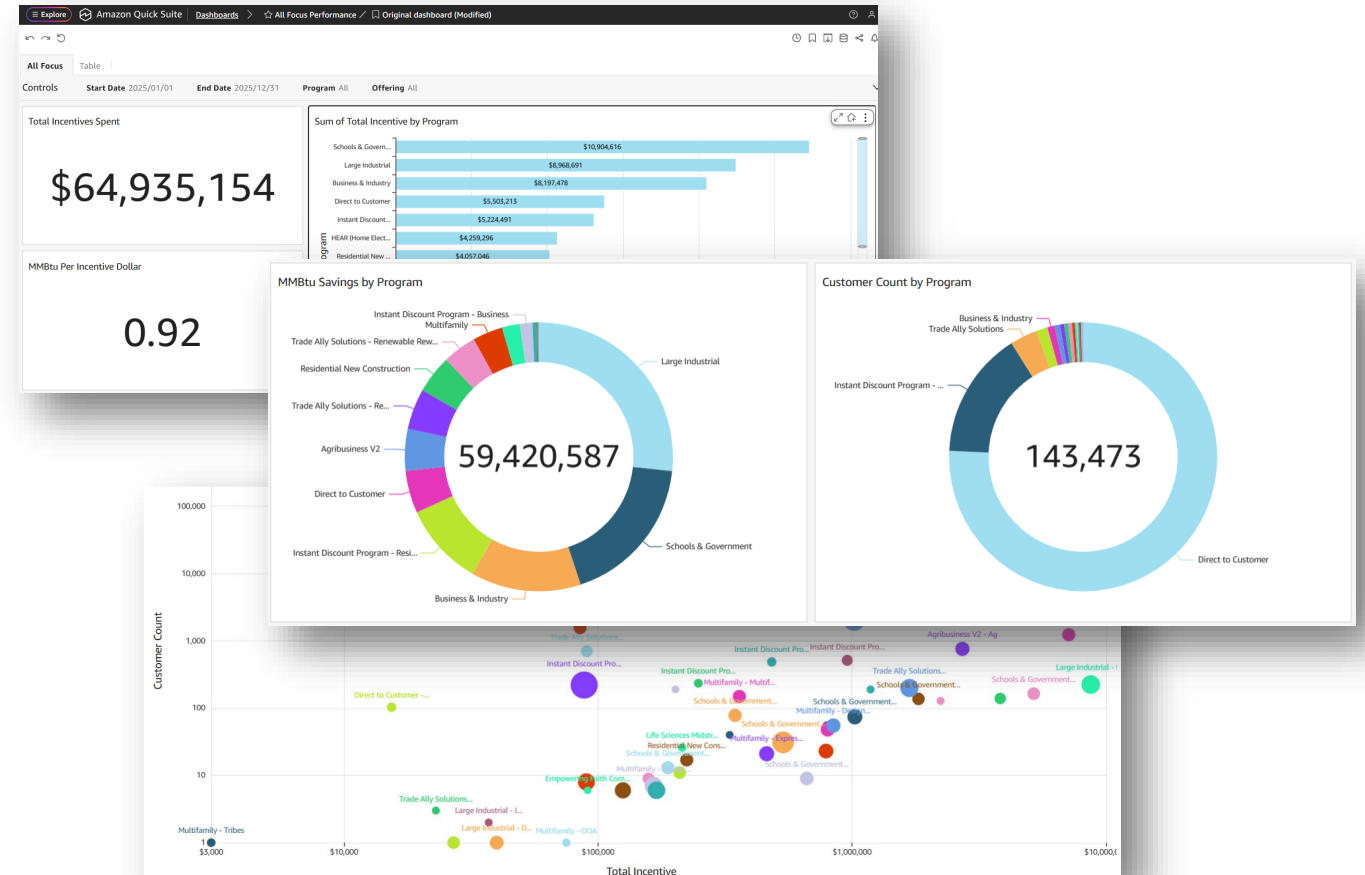 Explore
Amazon Quick Suite
Dashboards > All Focus Performance / Original dashboard (Modified)
All Focus
Table
Controls
Start Date 2025/01/01
End Date 2025/12/31
Program All
Offering All
Total Incentives Spent
$64,935,154
MMBtu Per Incentive Dollar
0.92
Sum of Total Incentive by Program
Schools & Govern...
$10,904,616
Large Industrial
$8,968,691
Business & Industry
$8,197,478
Direct to Customer
$5,503,213
Instant Discount...
$5,224,491
HEAR (Home Elect...
$4,259,296
Residential New ...
$4,057,046
MMBtu Savings by Program
Instant Discount Program - Business
Multifamily
Trade Ally Solutions - Renewable Rew...
Residential New Construction
Trade Ally Solutions - Re...
Agribusiness V2
Direct to Customer
Instant Discount Program - Resi...
Business & Industry
Schools & Government
Large Industrial
59,420,587
Customer Count by Program
Business & Industry
Trade Ally Solutions
Instant Discount Program - ...
Direct to Customer
143,473
Customer Count
100,000
10,000
1,000
100
10
1
Trade Ally Solutions...
Agribusiness V2 - Ag
Instant Discount Pro...
Instant Discount Pro...
Instant Discount Pro...
Instant Discount Pro...
Trade Ally Solutions...
Large Industrial -
Multifamily - Multif...
Schools & Government...
Schools & Government...
Direct to Customer -...
Schools & Government...
Schools & Government...
Multifamily - Design...
Schools & Government...
Life Sciences Midstr...
Multifamily - Expres...
Residential New Cons...
Schools & Government...
Schools & Government...
Multifamily -
Empowering Faith Com...
Trade Ally Solutions...
Large Industrial - I...
Multifamily - Tribes
Large Industrial - D...
Multifamily - DOA
$3,000
$10,000
$100,000
$1,000,000
Total Incentive